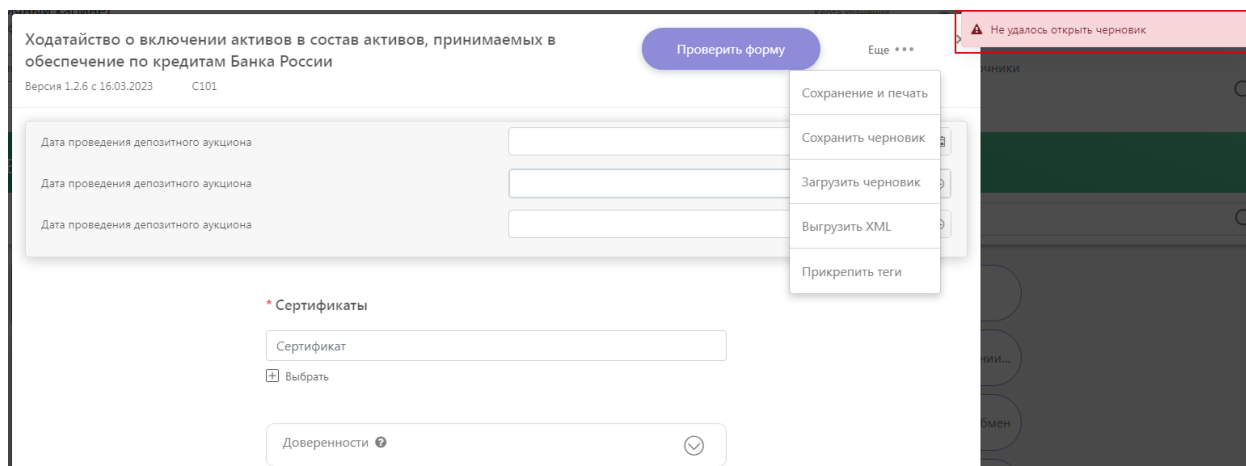 Ходатайство о включении активов в состав активов, принимаемых в
обеспечение по кредитам Банка России
Проверить форму
Еще •••
Не удалось открыть черновик
Версия 1.2.6 с 16.03.2023 С101
Сохранение и печать
Дата проведения депозитного аукциона
Сохранить черновик
Дата проведения депозитного аукциона
Загрузить черновик
Дата проведения депозитного аукциона
Выгрузить XML
Прикрепить теги
* Сертификаты
Сертификат
Выбрать
Доверенности